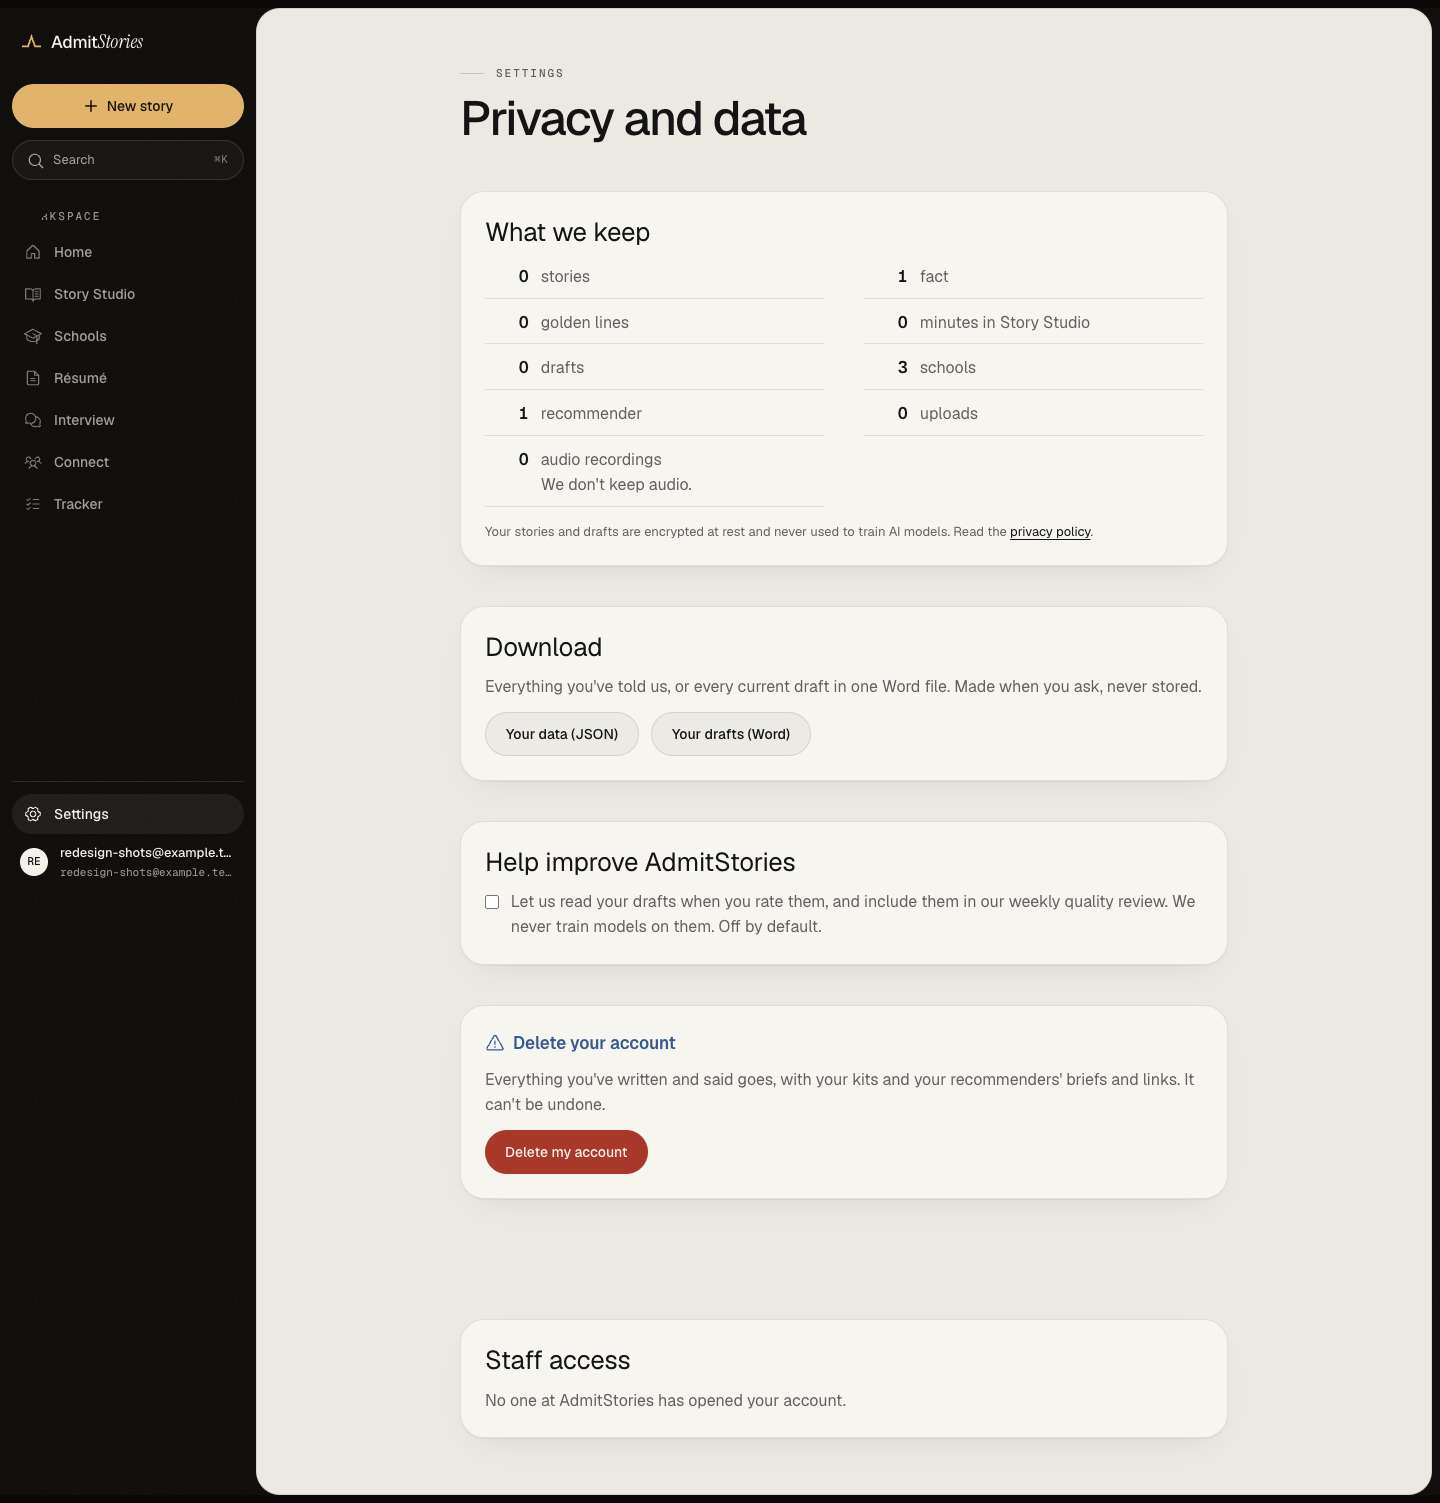 AdmitStories
New story
Search ⌘K
KSPACE
Home
Story Studio
Schools
Résumé
Interview
Connect
Tracker
Settings
RE
redesign-shots@example.t…
redesign-shots@example.te…
SETTINGS
Privacy and data
What we keep
0 stories
1 fact
0 golden lines
0 minutes in Story Studio
0 drafts
3 schools
1 recommender
0 uploads
0 audio recordings
We don't keep audio.
Your stories and drafts are encrypted at rest and never used to train AI models. Read the privacy policy.
Download
Everything you've told us, or every current draft in one Word file. Made when you ask, never stored.
Your data (JSON)
Your drafts (Word)
Help improve AdmitStories
Let us read your drafts when you rate them, and include them in our weekly quality review. We
never train models on them. Off by default.
Delete your account
Everything you've written and said goes, with your kits and your recommenders' briefs and links. It
can't be undone.
Delete my account
Staff access
No one at AdmitStories has opened your account.